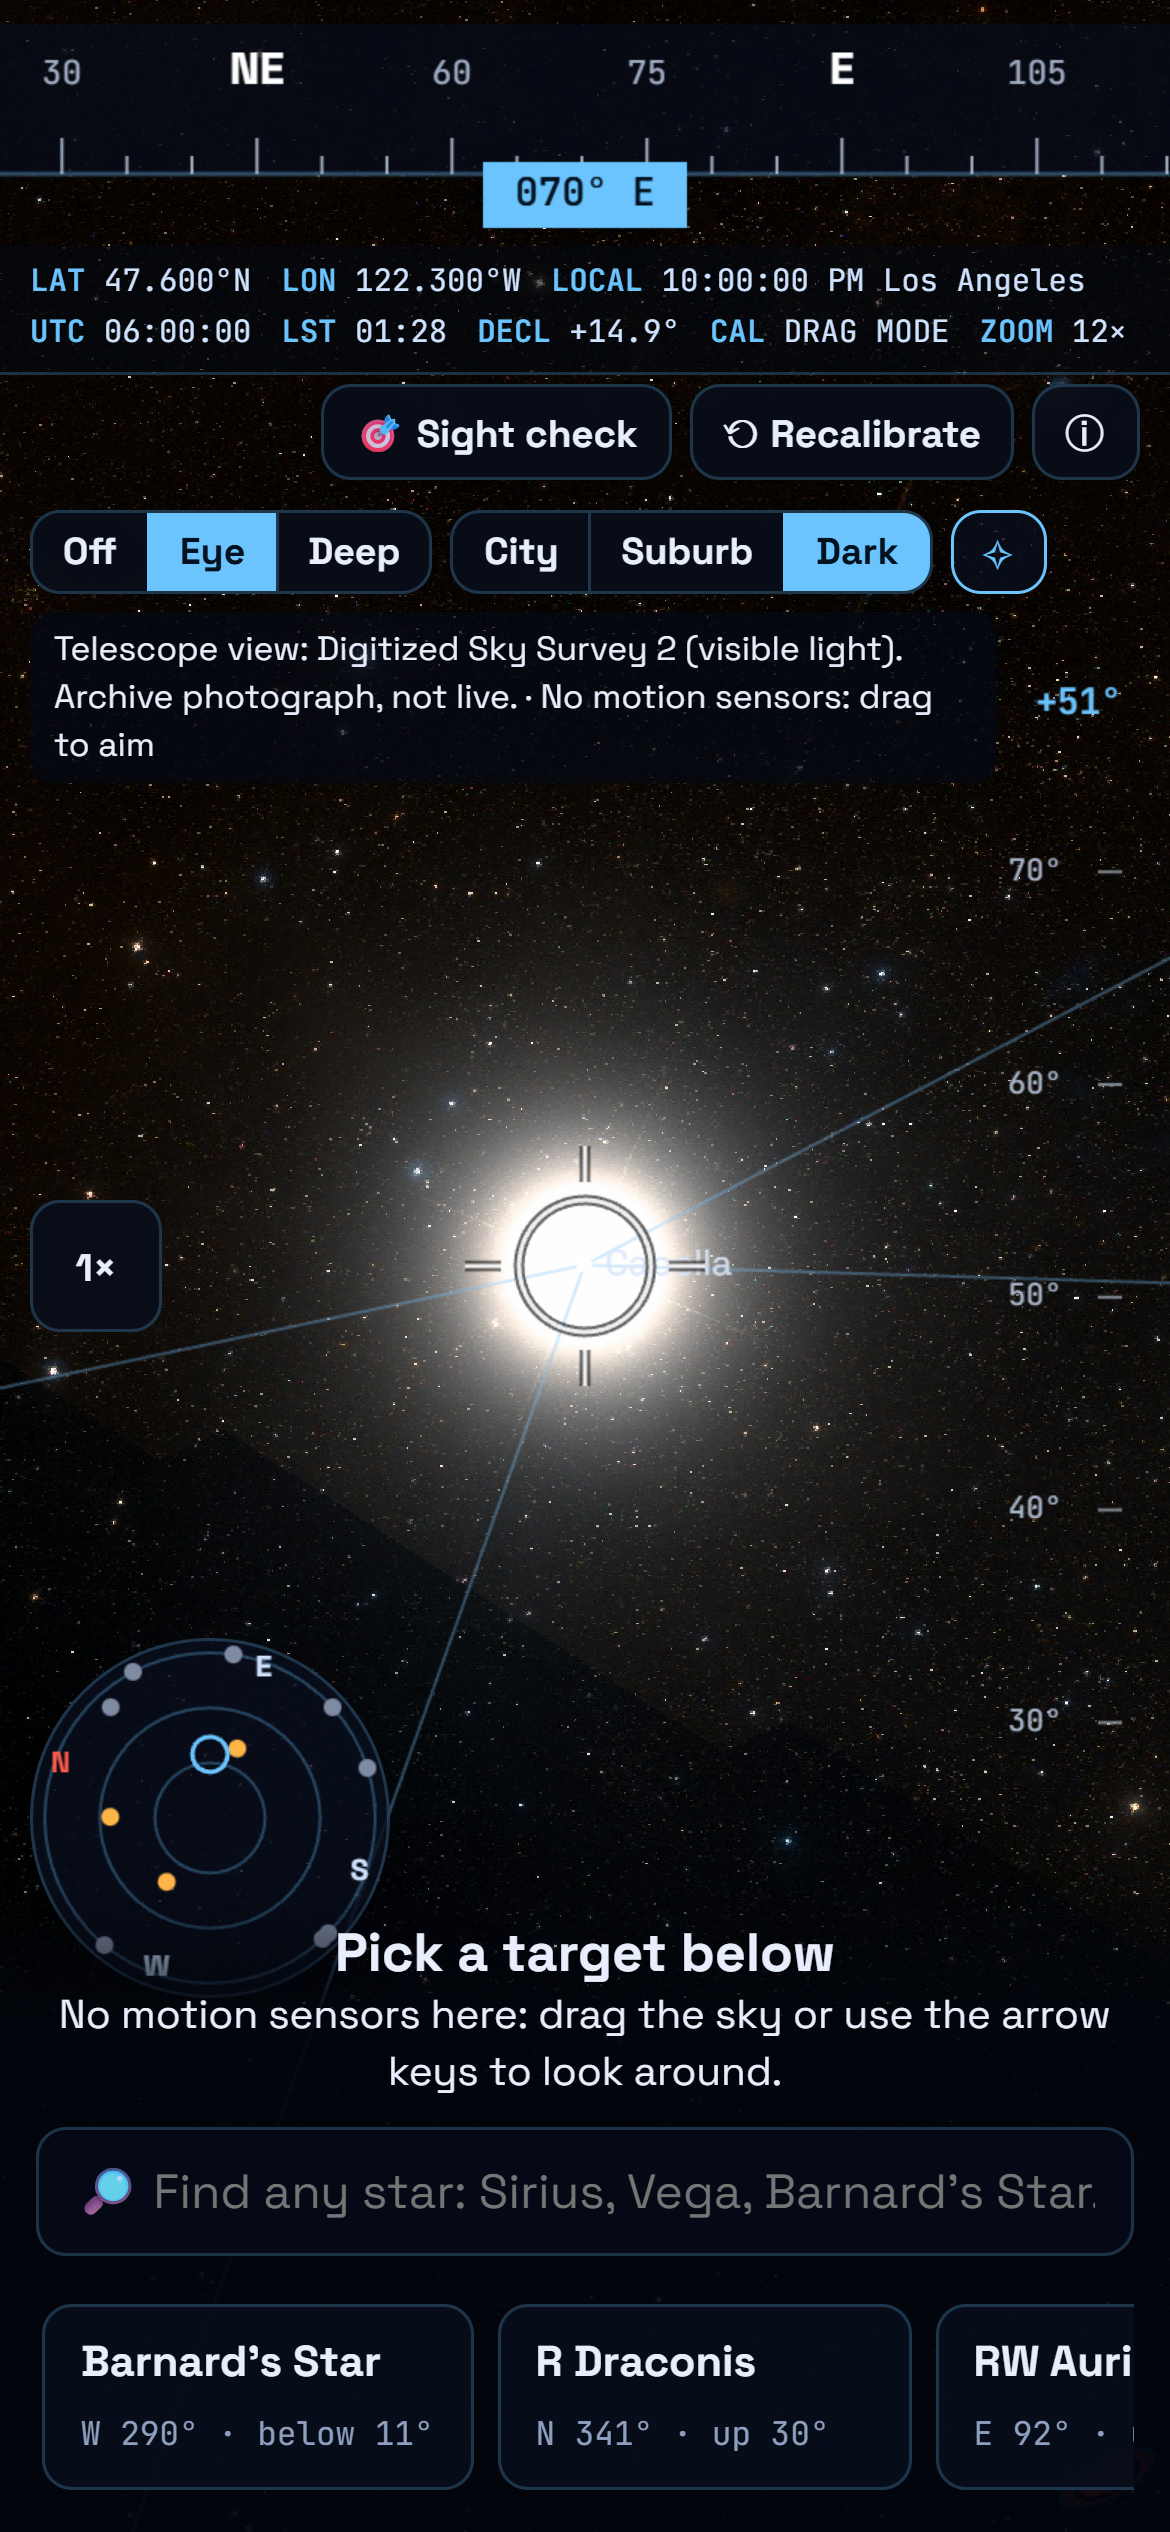 30 NE 60 75 E 105
070° E
LAT 47.600°N LON 122.300°W LOCAL 10:00:00 PM Los Angeles
UTC 06:00:00 LST 01:28 DECL +14.9° CAL DRAG MODE ZOOM 12×
Sight check Recalibrate
Off Eye Deep City Suburb Dark
Telescope view: Digitized Sky Survey 2 (visible light).
Archive photograph, not live. · No motion sensors: drag
to aim
+51°
70°
60°
1×
50°
40°
30°
E
N
S
W
Pick a target below
No motion sensors here: drag the sky or use the arrow
keys to look around.
Find any star: Sirius, Vega, Barnard's Star.
Barnard's Star R Draconis RW Auri
W 290° · below 11° N 341° · up 30° E 92° ·